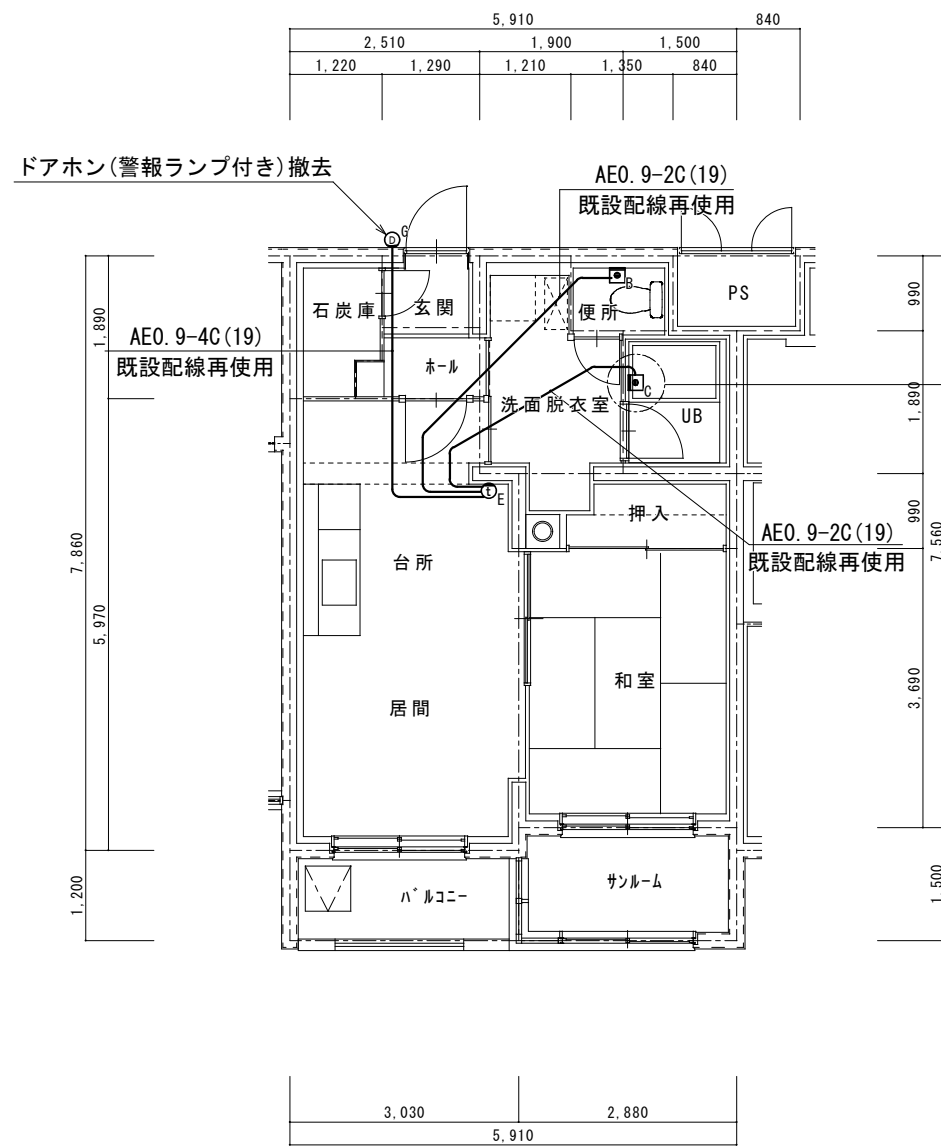 5,910
840
2,510
1,900
1,500
1,220
1,290
1,210
1,350
840
ドアホン(警報ランプ付き)撤去
AE0.9-2C(19)
既設配線再使用
D
G
B
PS
石炭庫
玄関
便所
990
1,890
AE0.9-4C(19)
既設配線再使用
ホール
C
洗面脱衣室
UB
1,890
t
E
押入
990
AE0.9-2C(19)
既設配線再使用
7,560
7,860
5,970
台所
和室
居間
3,690
1,200
バルコニー
サンルーム
1,500
3,030
2,880
5,910